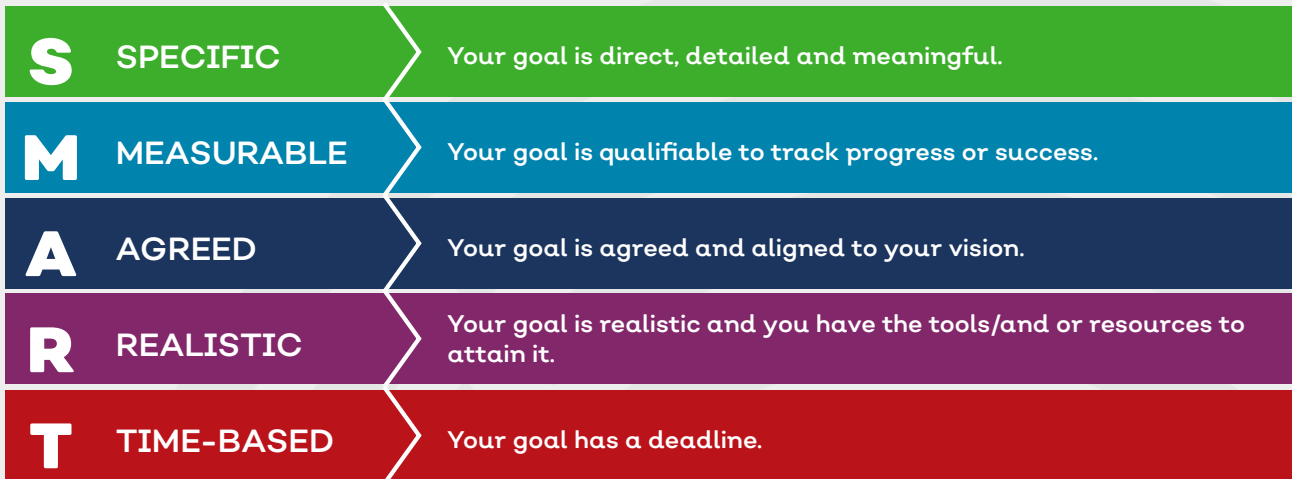 S SPECIFIC Your goal is direct, detailed and meaningful.
M MEASURABLE Your goal is qualifiable to track progress or success.
A AGREED Your goal is agreed and aligned to your vision.
R REALISTIC Your goal is realistic and you have the tools/and or resources to
attain it.
T TIME-BASED Your goal has a deadline.